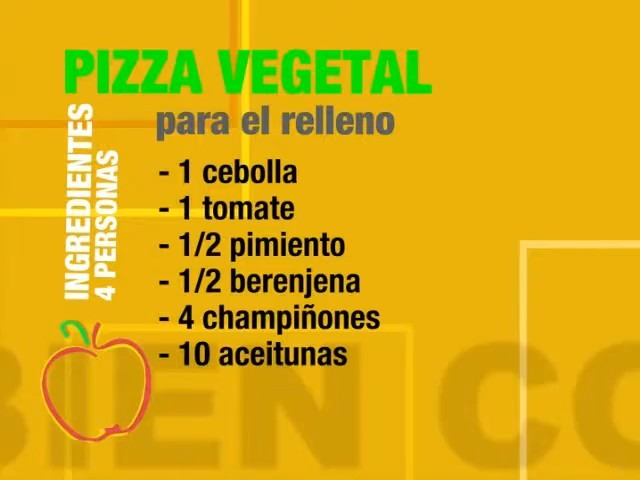 PIZZA VEGETAL
para el relleno
INGREDIENTES
4 PERSONAS
- 1 cebolla
- 1 tomate
- 1/2 pimiento
- 1/2 berenjena
- 4 champiñones
- 10 aceitunas
BIEN CO